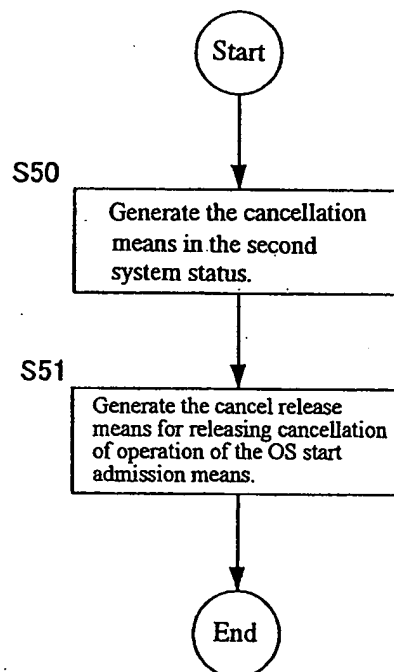 Start
S50
Generate the cancellation
means in the second
system status.
S51
Generate the cancel release
means for releasing cancellation
of operation of the OS start
admission means.
End